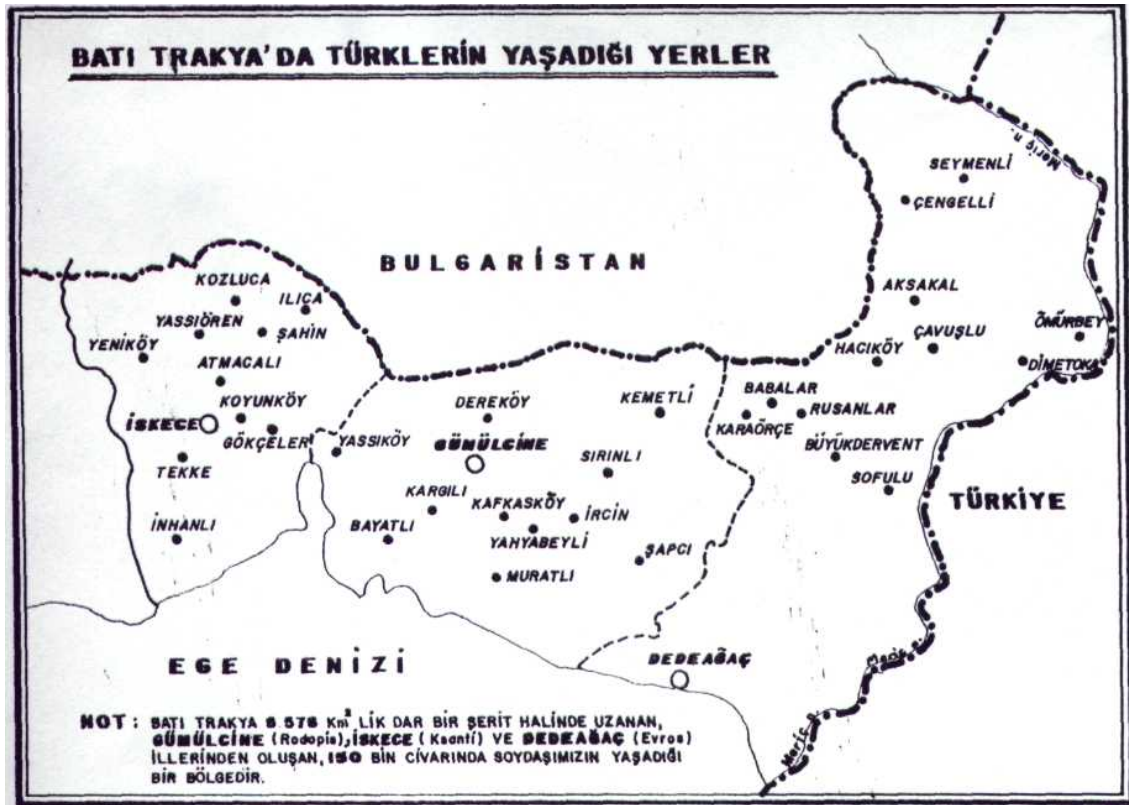 BATI TRAKYA'DA TÜRKLERİN YAŞADIĞI YERLER
Meriç n.
SEYMENLİ
ÇENGELLİ
BULGARİSTAN
KOZLUCA
ILICA
AKSAKAL
YASSIÖREN
ŞAHİN
ÇAVUŞLU
ÖMÜRBEY
YENİKÖY
HACIKÖY
DİMETOKA
ATMACALI
BABALAR
KEMETLİ
DEREKÖY
KOYUNKÖY
RUSANLAR
İSKECE
KARAÖRÇE
GÖKÇELER
YASSIKÖY
GÜMÜLCİNE
BÜYÜKDERVENT
TEKKE
SIRINLI
SOFULU
KARGILI
KAFKASKÖY
TÜRKİYE
İRCİN
İNHANLI
BAYATLI
YAHYABEYLİ
ŞAPCI
MURATLI
EGE DENİZİ
DEDEAĞAÇ
Meriç
Meriç n.
NOT : BATI TRAKYA 8 578 Km² LİK DAR BİR ŞERİT HALİNDE UZANAN,
GÜMÜLCİNE (Rodopia), İSKECE (Ksanti) VE DEDEAĞAÇ (Evros)
İLLERİNDEN OLUŞAN, 150 BİN CİVARINDA SOYDAŞIMIZIN YAŞADIĞI
BİR BÖLGEDİR.